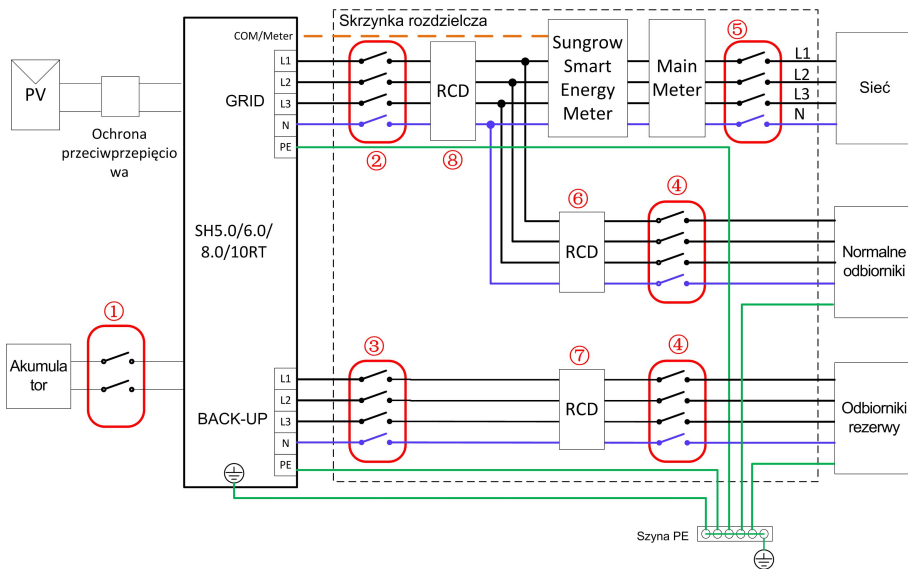 Skrzynka rozdzielcza
COM/Meter
PV
Ochrona
przeciwprzepięcio
wa
GRID
L1
L2
L3
N
PE
②
RCD
⑧
Sungrow
Smart
Energy
Meter
Main
Meter
⑤
L1
L2
L3
N
Sieć
SH5.0/6.0/
8.0/10RT
⑥
RCD
④
Normalne
odbiorniki
①
Akumula
tor
BACK-UP
L1
L2
L3
N
PE
③
⑦
RCD
④
Odbiorniki
rezerwy
Szyna PE